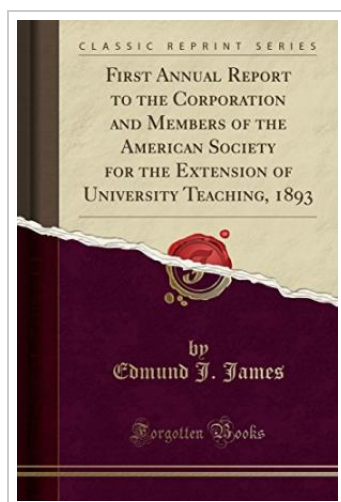 CLASSIC REPRINT SERIES
FIRST ANNUAL REPORT
TO THE CORPORATION
AND MEMBERS OF THE
AMERICAN SOCIETY
FOR THE EXTENSION OF
UNIVERSITY TEACHING, 1893
by
Edmund J. James
Forgotten Books